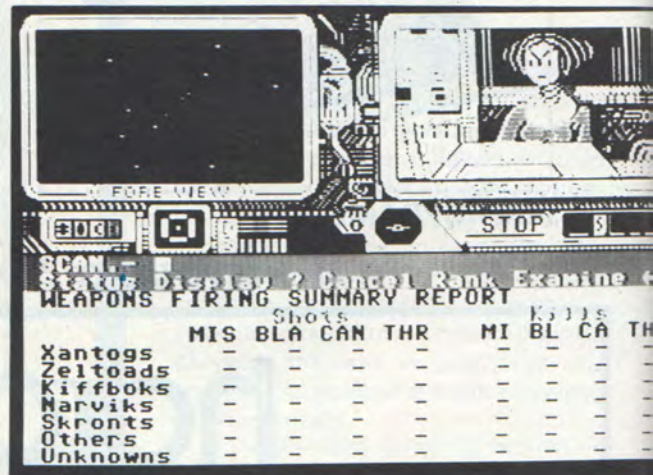 FORE VIEW
SCANNING
STOP S
SCAN.-
Status Display ? Cancel Rank Examine
WEAPONS FIRING SUMMARY REPORT
Shots Kills
MIS BLA CAN THR MI BL CA TH
Xantogs - - - - - - - -
Zeltoads - - - - - - - -
Kiffboks - - - - - - - -
Narviks - - - - - - - -
Skronts - - - - - - - -
Others - - - - - - - -
Unknowns - - - - - - - -